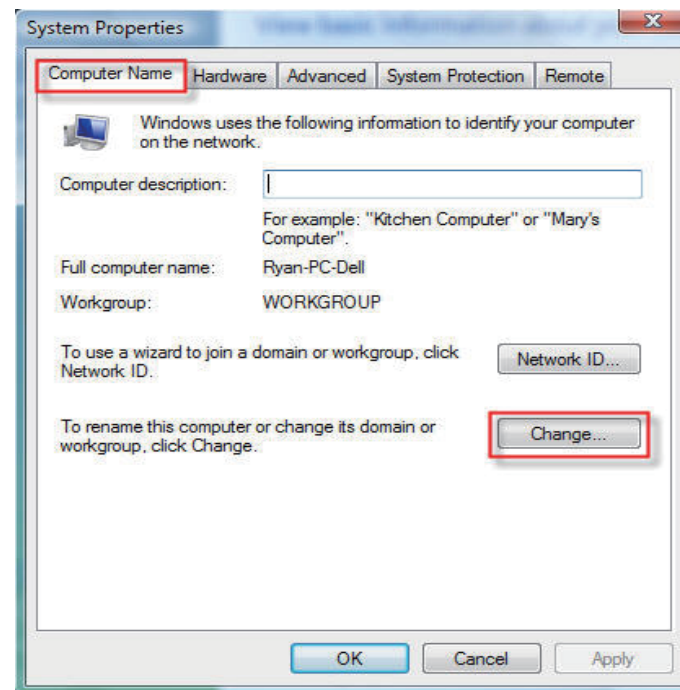 System Properties
Computer Name Hardware Advanced System Protection Remote
Windows uses the following information to identify your computer
on the network.
Computer description:
For example: "Kitchen Computer" or "Mary's
Computer".
Full computer name: Ryan-PC-Dell
Workgroup: WORKGROUP
To use a wizard to join a domain or workgroup, click
Network ID.
Network ID...
To rename this computer or change its domain or
workgroup, click Change.
Change...
OK Cancel Apply